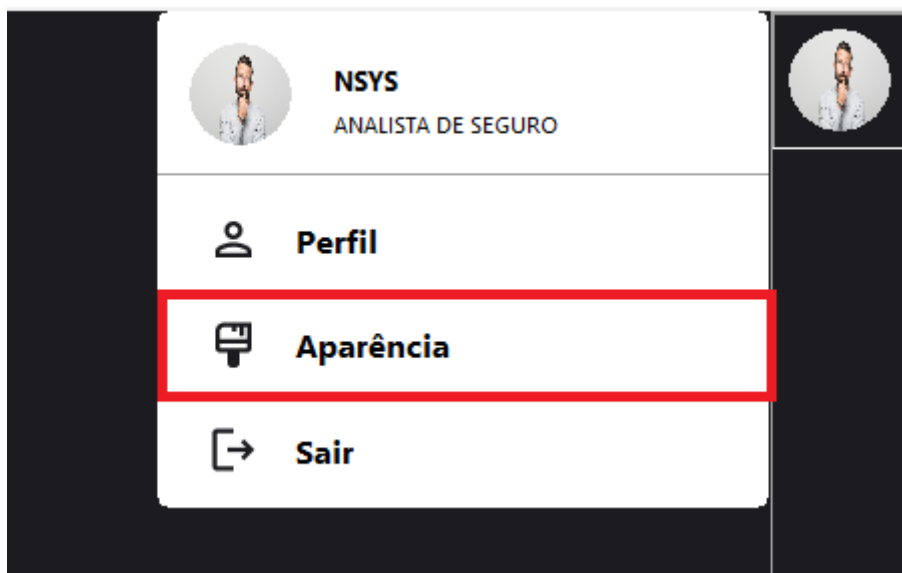 NSYS
ANALISTA DE SEGURO
Perfil
Aparência
Sair